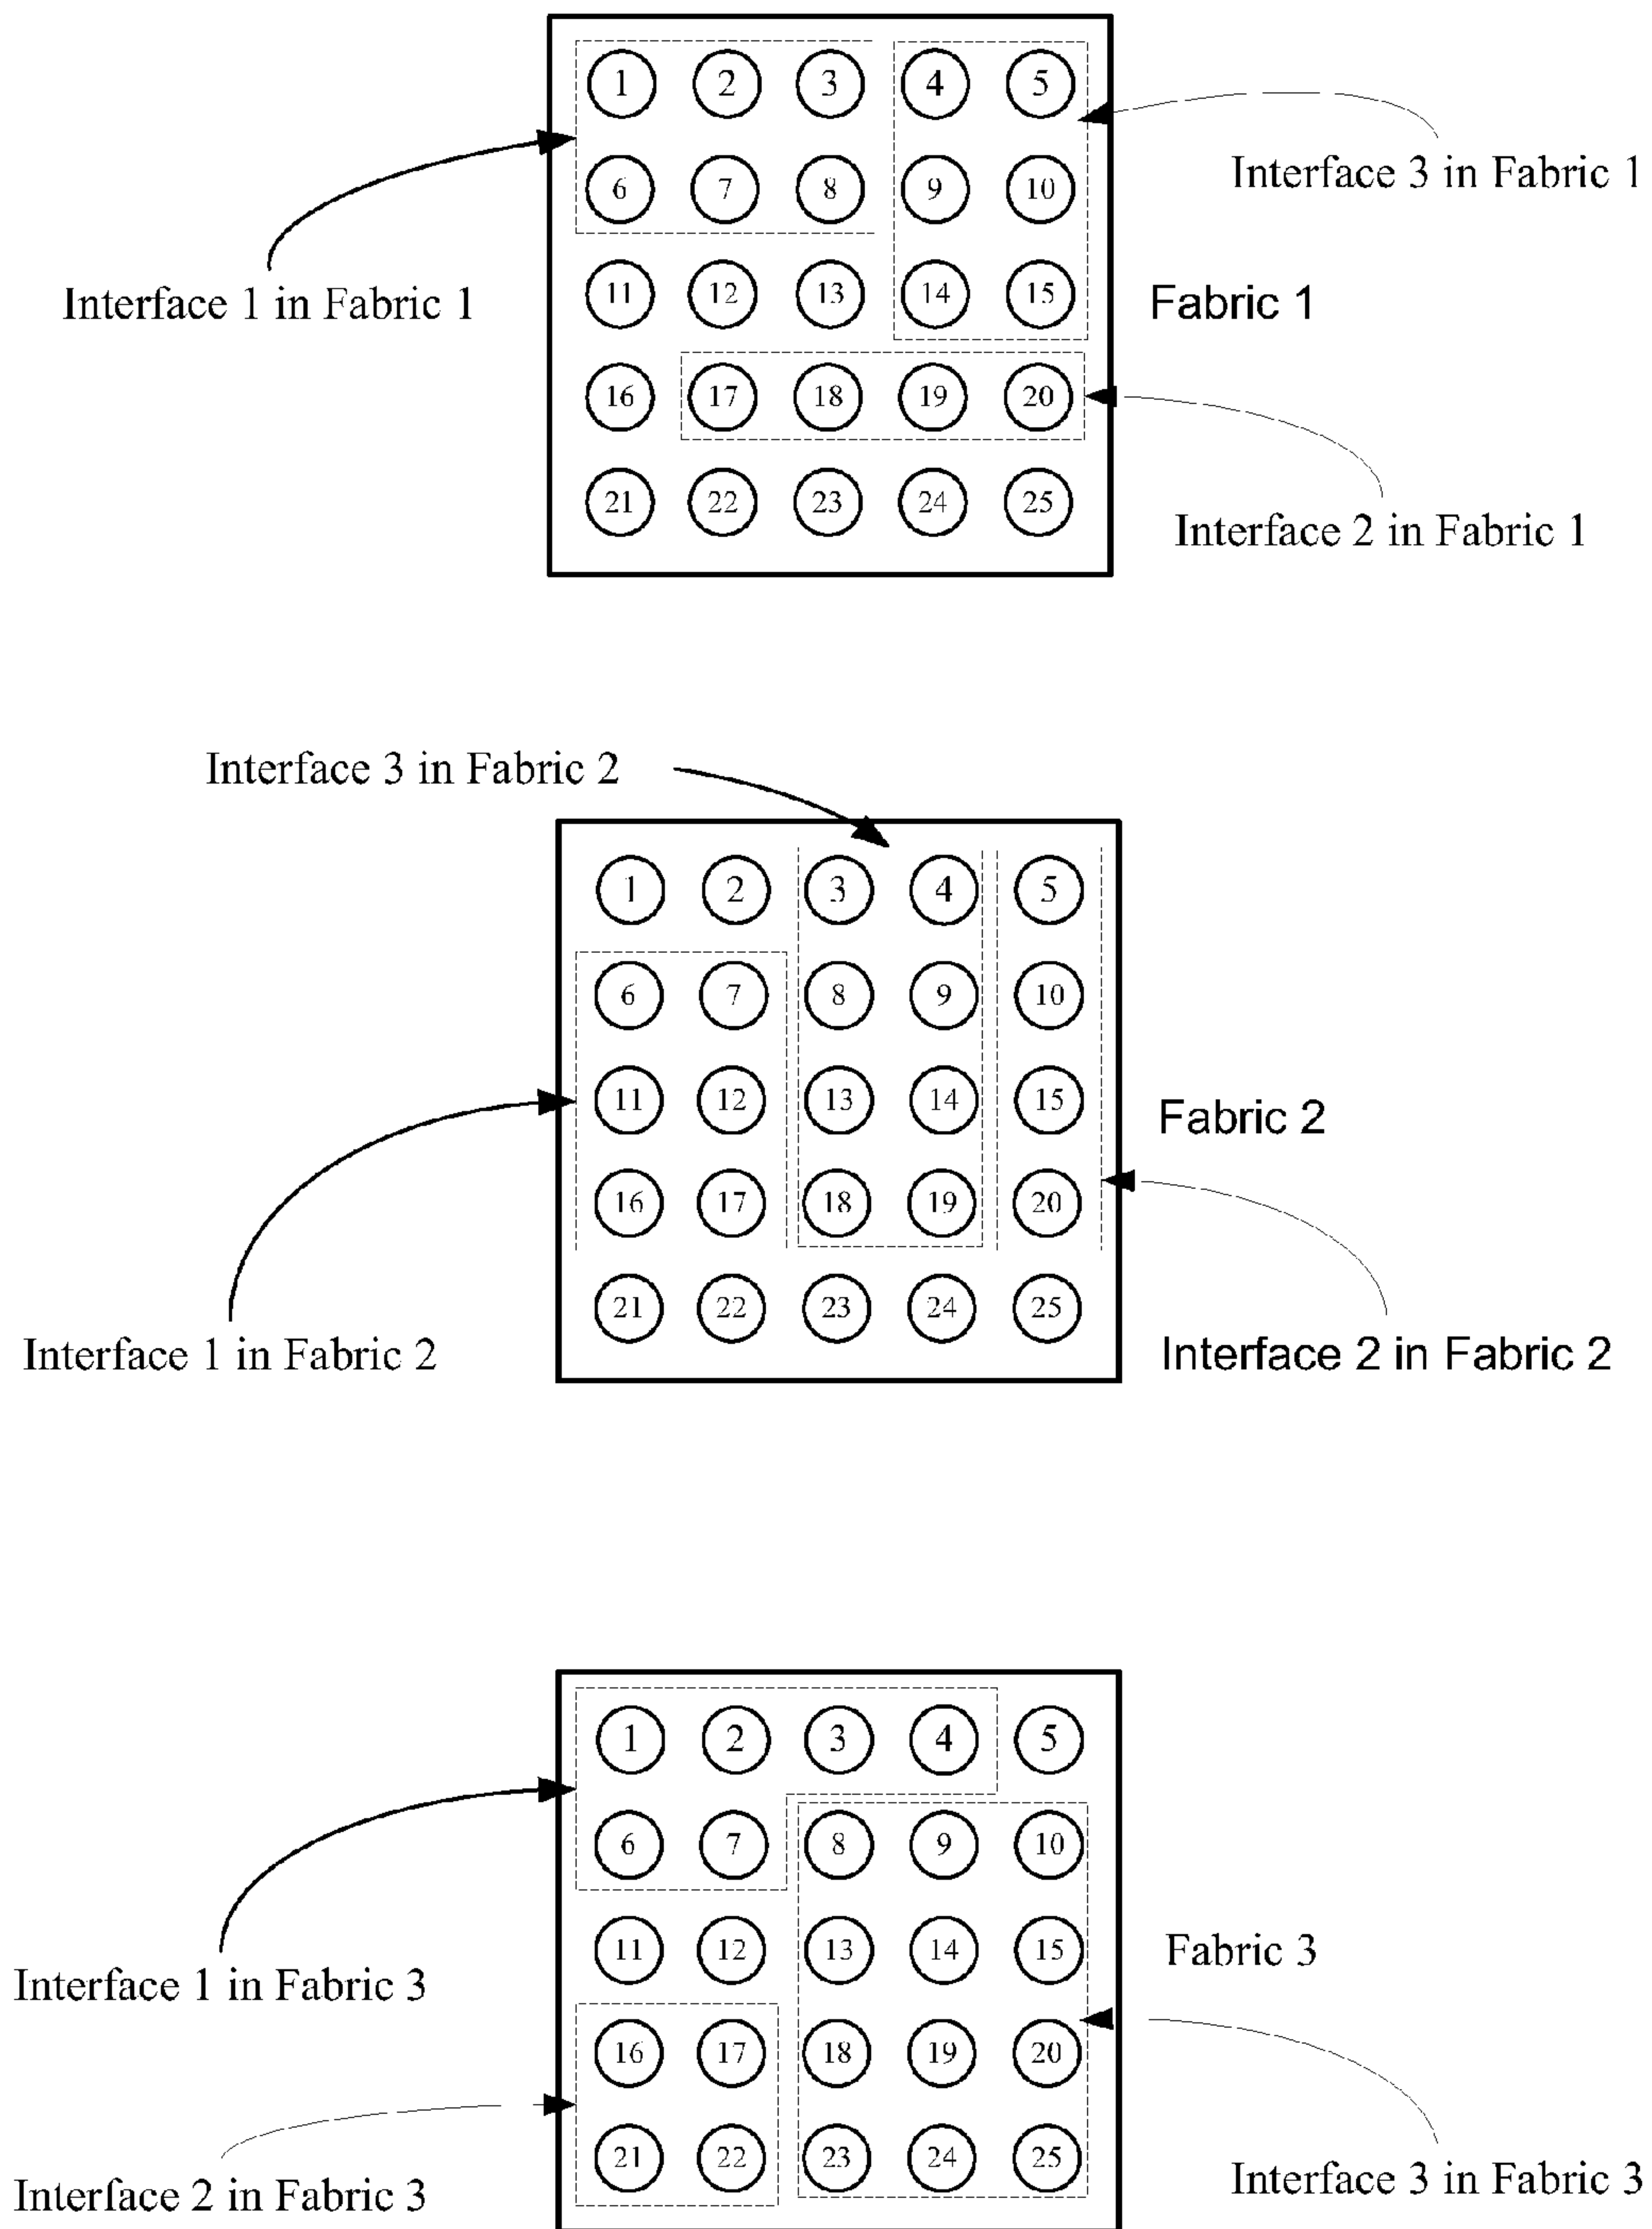 1 2 3 4 5
Interface 3 in Fabric 1
6 7 8 9 10
Interface 1 in Fabric 1
11 12 13 14 15
Fabric 1
16 17 18 19 20
21 22 23 24 25
Interface 2 in Fabric 1
Interface 3 in Fabric 2
1 2 3 4 5
6 7 8 9 10
11 12 13 14 15
Fabric 2
16 17 18 19 20
21 22 23 24 25
Interface 1 in Fabric 2
Interface 2 in Fabric 2
1 2 3 4 5
6 7 8 9 10
11 12 13 14 15
Fabric 3
Interface 1 in Fabric 3
16 17 18 19 20
21 22 23 24 25
Interface 2 in Fabric 3
Interface 3 in Fabric 3